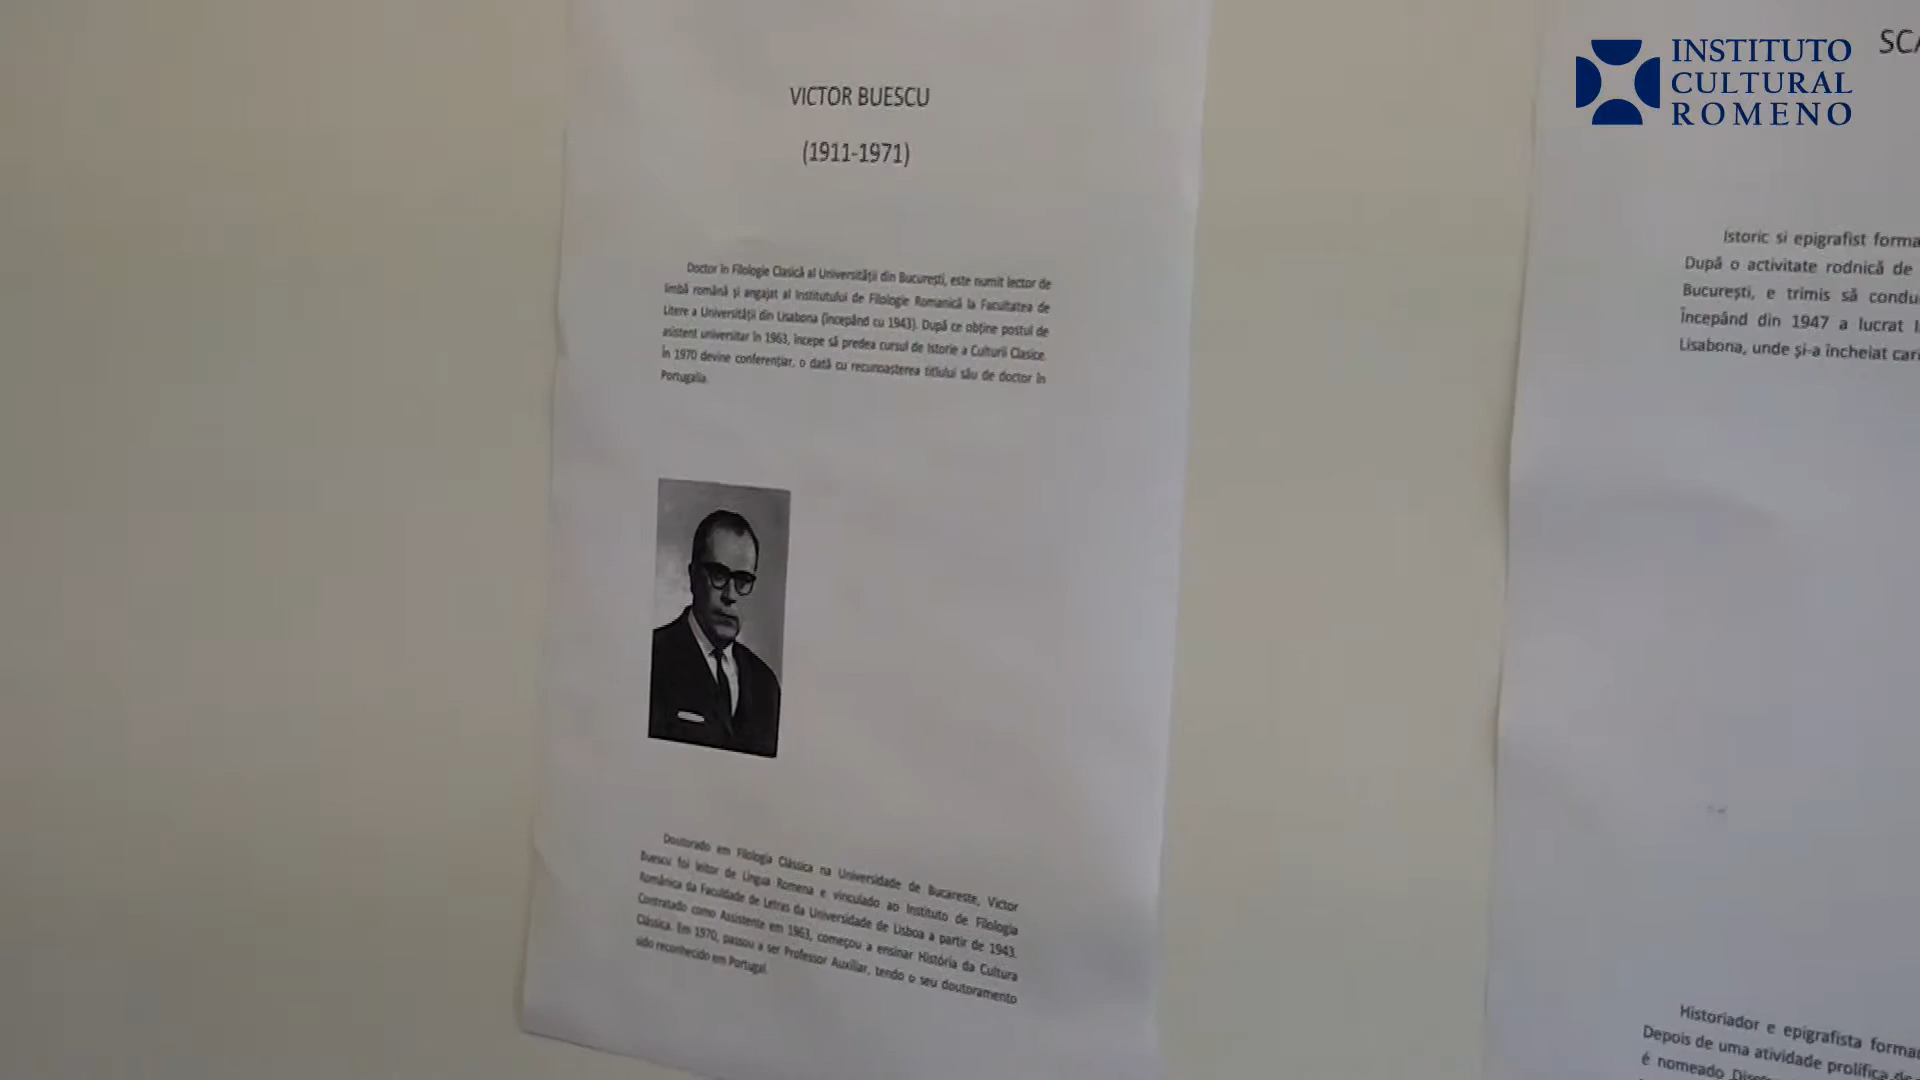 VICTOR BUESCU
(1911-1971)
Doctor în Filologie Clasică al Universității din București, este numit lector de
limbă română și angajat al Institutului de Filologie Romanică la Facultatea de
Litere a Universității din Lisabona (începând cu 1943). După ce obține postul de
asistent universitar în 1963, începe să predea cursul de Istorie a Culturii Clasice.
În 1970 devine conferențiar, o dată cu recunoașterea titlului său de doctor în
Portugalia.
Doutorado em Filologia Clássica na Universidade de Bucareste, Victor
Buescu foi leitor de Língua Romena e vinculado ao Instituto de Filologia
Românica da Faculdade de Letras da Universidade de Lisboa a partir de 1943.
Contratado como Assistente em 1963, começou a ensinar História da Cultura
Clássica. Em 1970, passou a ser Professor Auxiliar, tendo o seu doutoramento
sido reconhecido em Portugal.
INSTITUTO
CULTURAL
ROMENO
SCA
Istoric si epigrafist forma
După o activitate rodnică de
București, e trimis să condu
Începând din 1947 a lucrat
Lisabona, unde și-a încheiat cari
Historiador e epigrafista forma
Depois de uma atividade prolífica de
é nomeado Dire